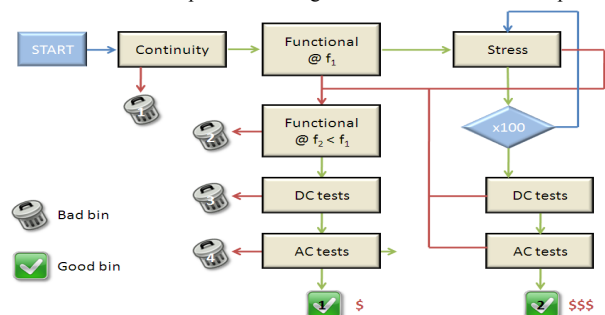 START
Continuity
Functional
@ f₁
Stress
Functional
@ f₂ < f₁
x100
DC tests
DC tests
Bad bin
AC tests
4
AC tests
Good bin
1
$
2
$$$